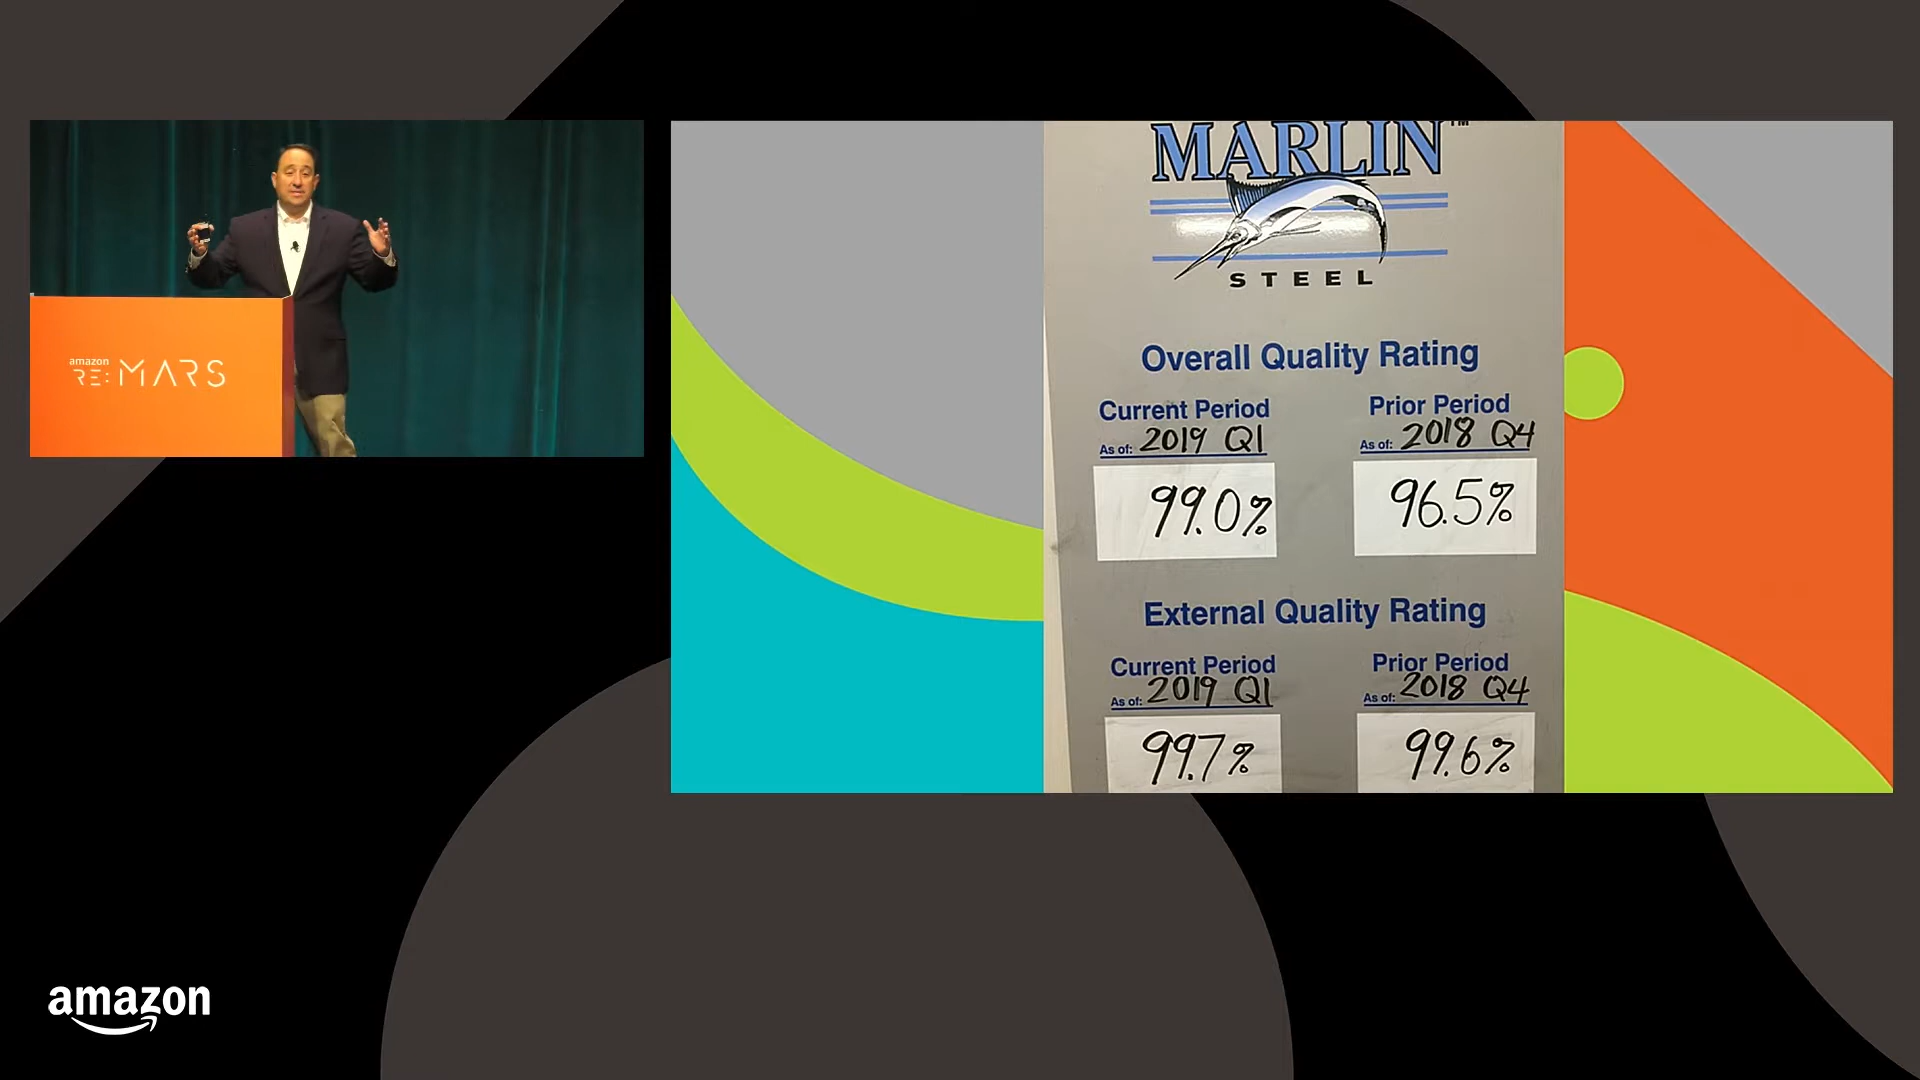 amazon
RE: MARS
MARLIN™
STEEL
Overall Quality Rating
Current Period
As of: 2019 Q1
99.0%
Prior Period
As of: 2018 Q4
96.5%
External Quality Rating
Current Period
As of: 2019 Q1
99.7%
Prior Period
As of: 2018 Q4
99.6%
amazon